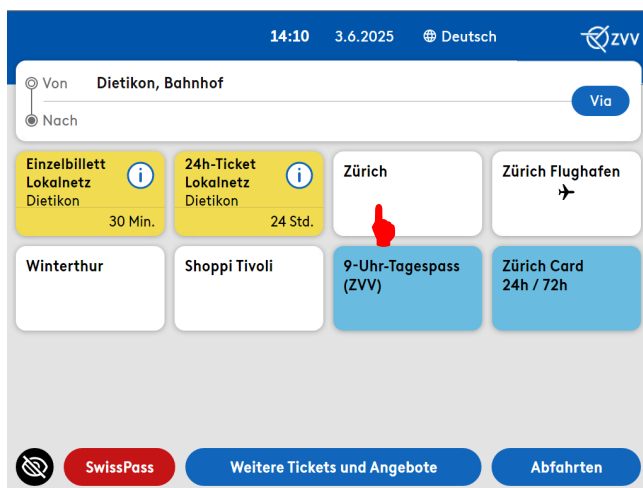 14:10 3.6.2025 Deutsch ZVV
Von Dietikon, Bahnhof
Via
Nach
Einzelbillett
Lokalnetz
Dietikon
30 Min.
24h-Ticket
Lokalnetz
Dietikon
24 Std.
Zürich
Zürich Flughafen
Winterthur
Shoppi Tivoli
9-Uhr-Tagespass
(ZVV)
Zürich Card
24h / 72h
SwissPass
Weitere Tickets und Angebote
Abfahrten